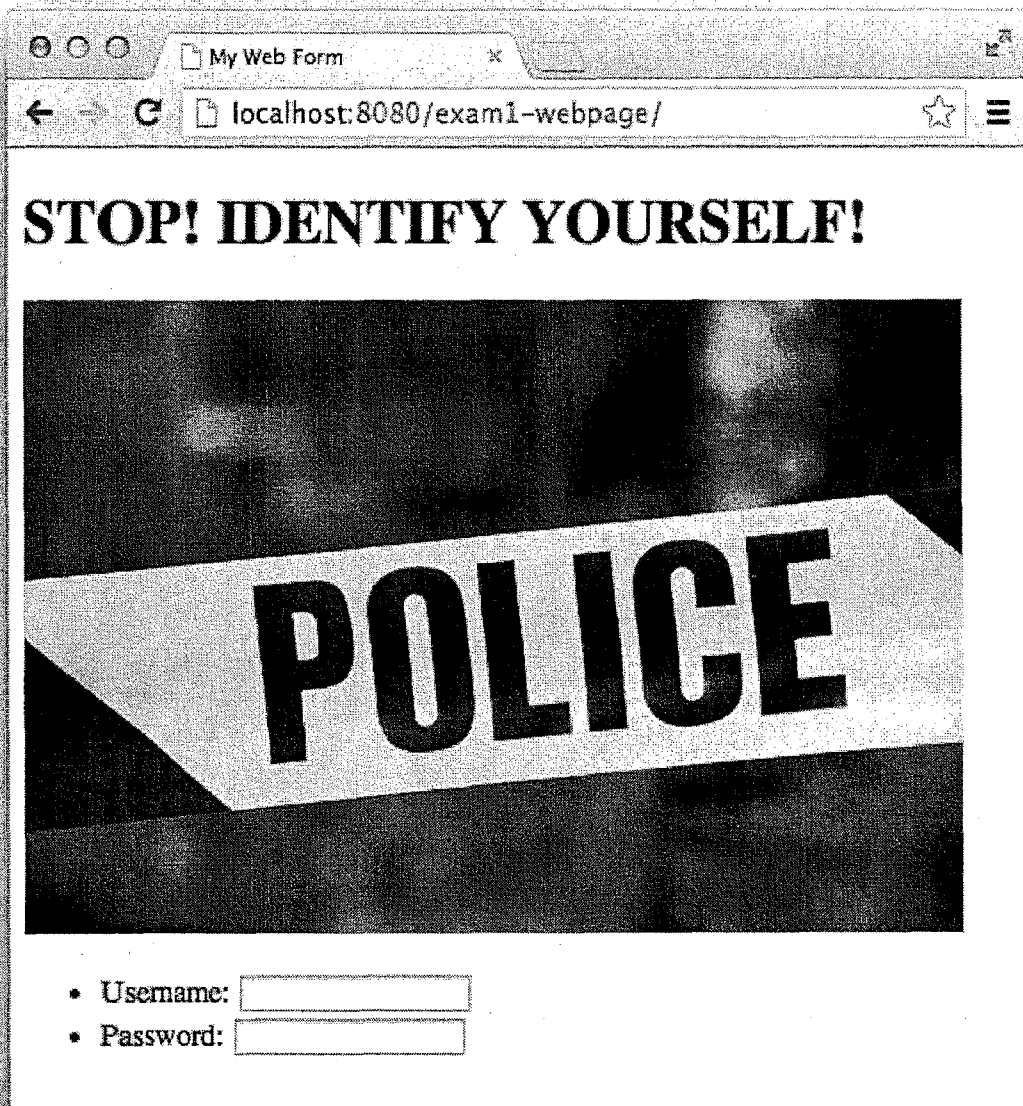 My Web Form
localhost:8080/exam1-webpage/
STOP! IDENTIFY YOURSELF!
POLICE
Username:
Password: